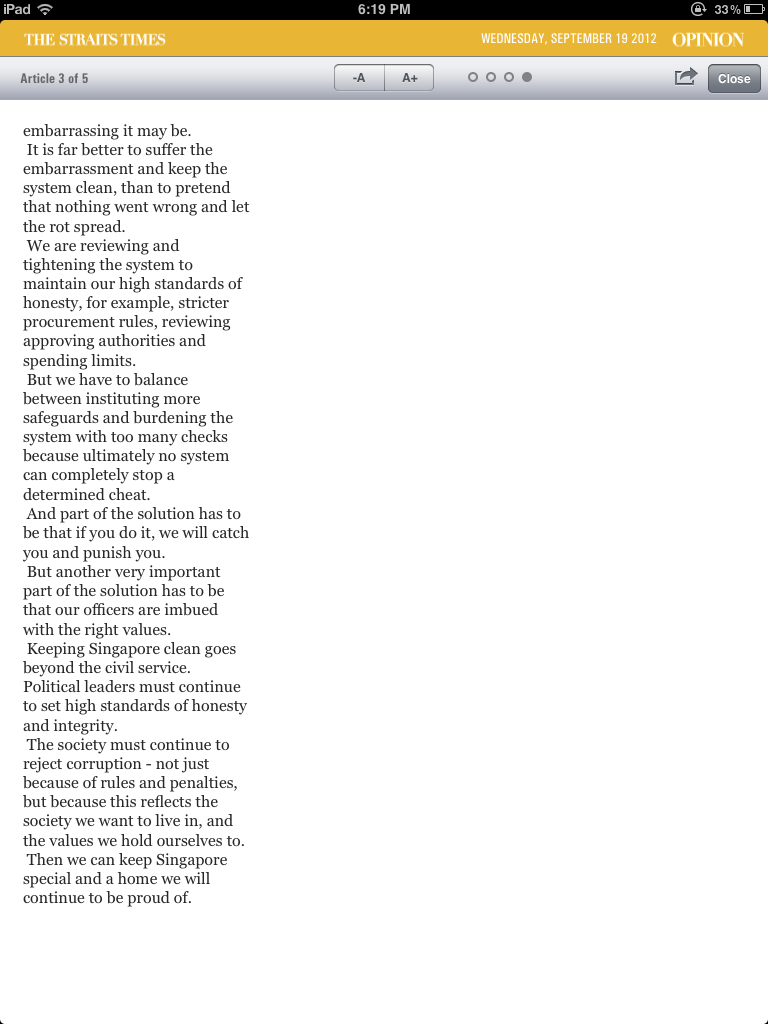 iPad 6:19 PM 33%
THE STRAITS TIMES WEDNESDAY, SEPTEMBER 19 2012 OPINION
Article 3 of 5 -A A+ Close
embarrassing it may be.
It is far better to suffer the
embarrassment and keep the
system clean, than to pretend
that nothing went wrong and let
the rot spread.
We are reviewing and
tightening the system to
maintain our high standards of
honesty, for example, stricter
procurement rules, reviewing
approving authorities and
spending limits.
But we have to balance
between instituting more
safeguards and burdening the
system with too many checks
because ultimately no system
can completely stop a
determined cheat.
And part of the solution has to
be that if you do it, we will catch
you and punish you.
But another very important
part of the solution has to be
that our officers are imbued
with the right values.
Keeping Singapore clean goes
beyond the civil service.
Political leaders must continue
to set high standards of honesty
and integrity.
The society must continue to
reject corruption - not just
because of rules and penalties,
but because this reflects the
society we want to live in, and
the values we hold ourselves to.
Then we can keep Singapore
special and a home we will
continue to be proud of.